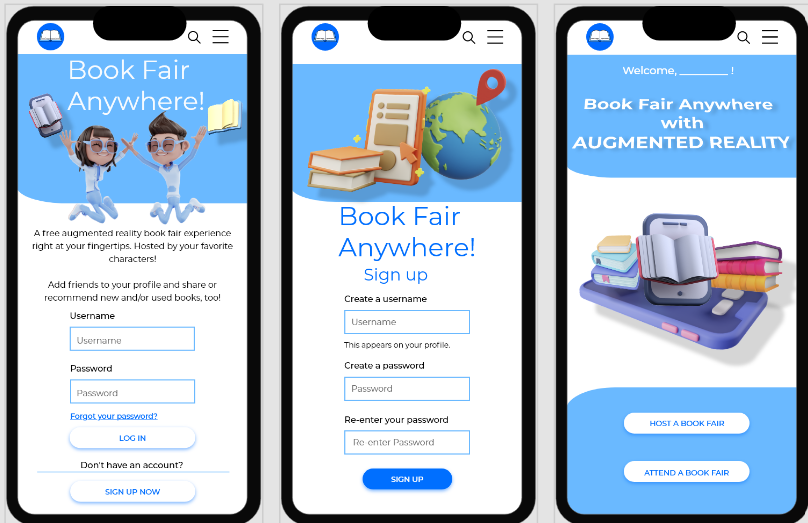 Book Fair
Anywhere!
A free augmented reality book fair experience
right at your fingertips. Hosted by your favorite
characters!
Add friends to your profile and share or
recommend new and/or used books, too!
Username
Username
Password
Password
Forgot your password?
LOG IN
Don't have an account?
SIGN UP NOW
Book Fair
Anywhere!
Sign up
Create a username
Username
This appears on your profile.
Create a password
Password
Re-enter your password
Re-enter Password
SIGN UP
Welcome, ________ !
Book Fair Anywhere
with
AUGMENTED REALITY
HOST A BOOK FAIR
ATTEND A BOOK FAIR